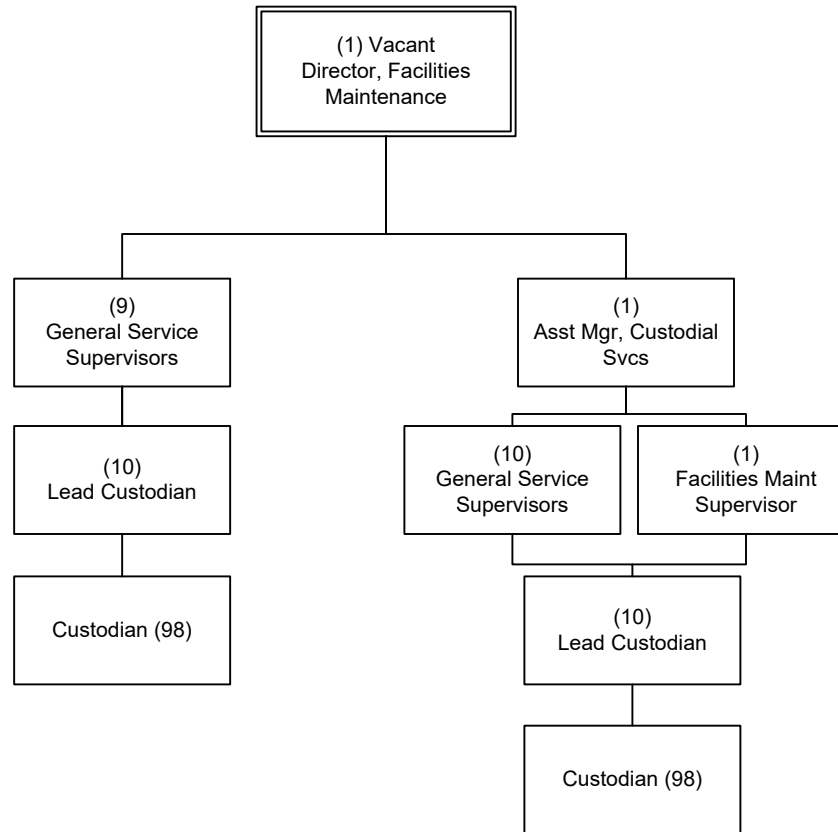 (1) Vacant
Director, Facilities
Maintenance
(9)
General Service
Supervisors
(1)
Asst Mgr, Custodial
Svcs
(10)
Lead Custodian
(10)
General Service
Supervisors
(1)
Facilities Maint
Supervisor
Custodian (98)
(10)
Lead Custodian
Custodian (98)